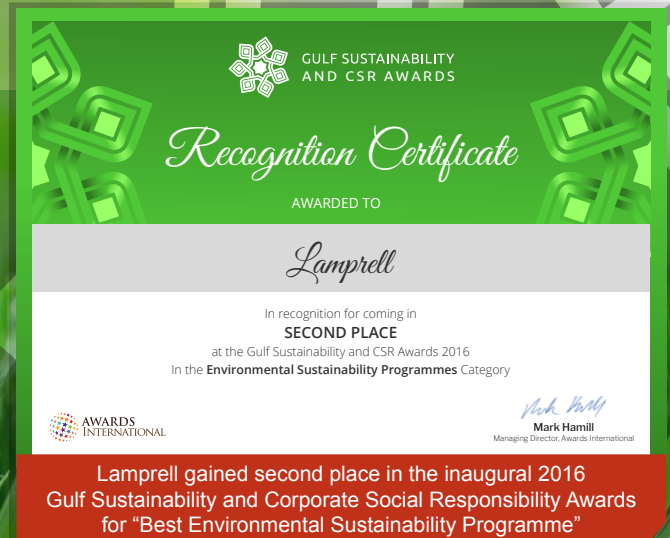 GULF SUSTAINABILITY
AND CSR AWARDS
Recognition Certificate
AWARDED TO
Lamprell
In recognition for coming in
SECOND PLACE
at the Gulf Sustainability and CSR Awards 2016
In the Environmental Sustainability Programmes Category
AWARDS
INTERNATIONAL
Mark Hamill
Managing Director, Awards International
Lamprell gained second place in the inaugural 2016
Gulf Sustainability and Corporate Social Responsibility Awards
for “Best Environmental Sustainability Programme”